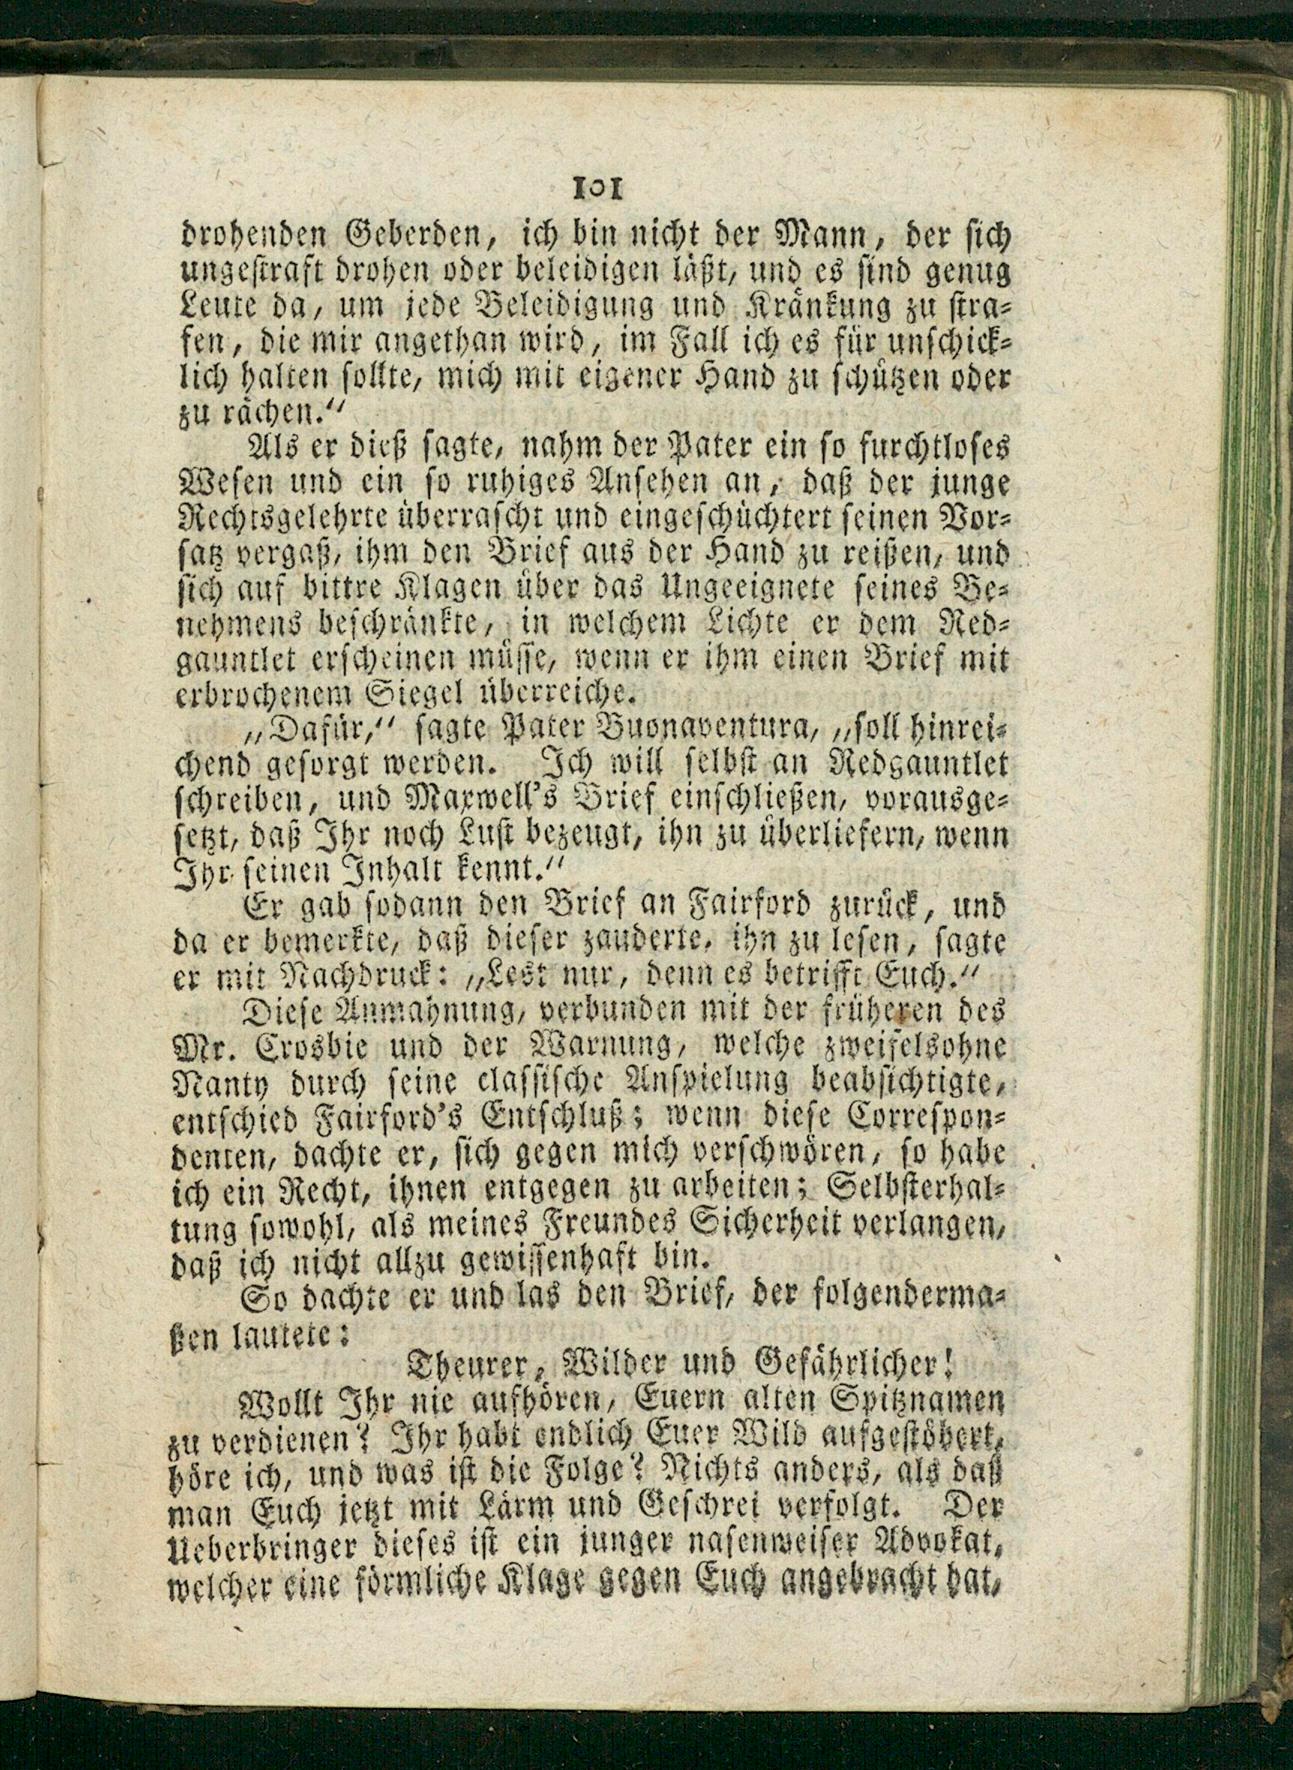 101
drohenden Geberden, ich bin nicht der Mann, der sich
ungestraft drohen oder beleidigen läßt, und es sind genug
Leute da, um jede Beleidigung und Kränkung zu stra-
fen, die mir angethan wird, im Fall ich es für unschick-
lich halten sollte, mich mit eigener Hand zu schützen oder
zu rächen.“
Als er dieß sagte, nahm der Pater ein so furchtloses
Wesen und ein so ruhiges Ansehen an, daß der junge
Rechtsgelehrte überrascht und eingeschüchtert seinen Vor-
satz vergaß, ihm den Brief aus der Hand zu reißen, und
sich auf bittre Klagen über das Ungeeignete seines Be-
nehmens beschränkte, in welchem Lichte er dem Red-
gauntlet erscheinen müsse, wenn er ihm einen Brief mit
erbrochenem Siegel überreiche.
„Dafür,“ sagte Pater Buonaventura, „soll hinrei-
chend gesorgt werden. Ich will selbst an Redgauntlet
schreiben, und Maxwell's Brief einschließen, vorausge-
setzt, daß Ihr noch Lust bezeugt, ihn zu überliefern, wenn
Ihr seinen Inhalt kennt.“
Er gab sodann den Brief an Fairford zurück, und
da er bemerkte, daß dieser zauderte, ihn zu lesen, sagte
er mit Nachdruck: „Lest nur, denn es betrifft Euch.“
Diese Anmahnung, verbunden mit der früheren des
Mr. Crosbie und der Warnung, welche zweifelsohne
Nanty durch seine classische Anspielung beabsichtigte,
entschied Fairford's Entschluß; wenn diese Correspon-
denten, dachte er, sich gegen mich verschwören, so habe
ich ein Recht, ihnen entgegen zu arbeiten; Selbsterhal-
tung sowohl, als meines Freundes Sicherheit verlangen,
daß ich nicht allzu gewissenhaft bin.
So dachte er und las den Brief, der folgenderma-
ßen lautete:
Theurer, Wilder und Gefährlicher!
Wollt Ihr nie aufhören, Euern alten Spitznamen
zu verdienen? Ihr habt endlich Euer Wild aufgestöbert,
höre ich, und was ist die Folge? Nichts anders, als daß
man Euch jetzt mit Lärm und Geschrei verfolgt. Der
Ueberbringer dieses ist ein junger nasenweiser Advokat,
welcher eine förmliche Klage gegen Euch angebracht hat,